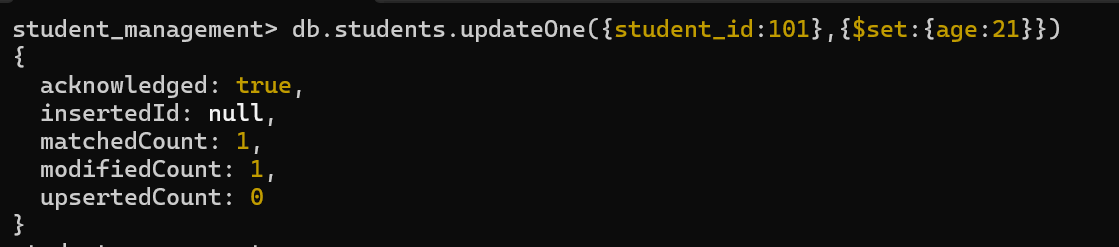 student_management> db.students.updateOne({student_id:101},{$set:{age:21}})
{
  acknowledged: true,
  insertedId: null,
  matchedCount: 1,
  modifiedCount: 1,
  upsertedCount: 0
}